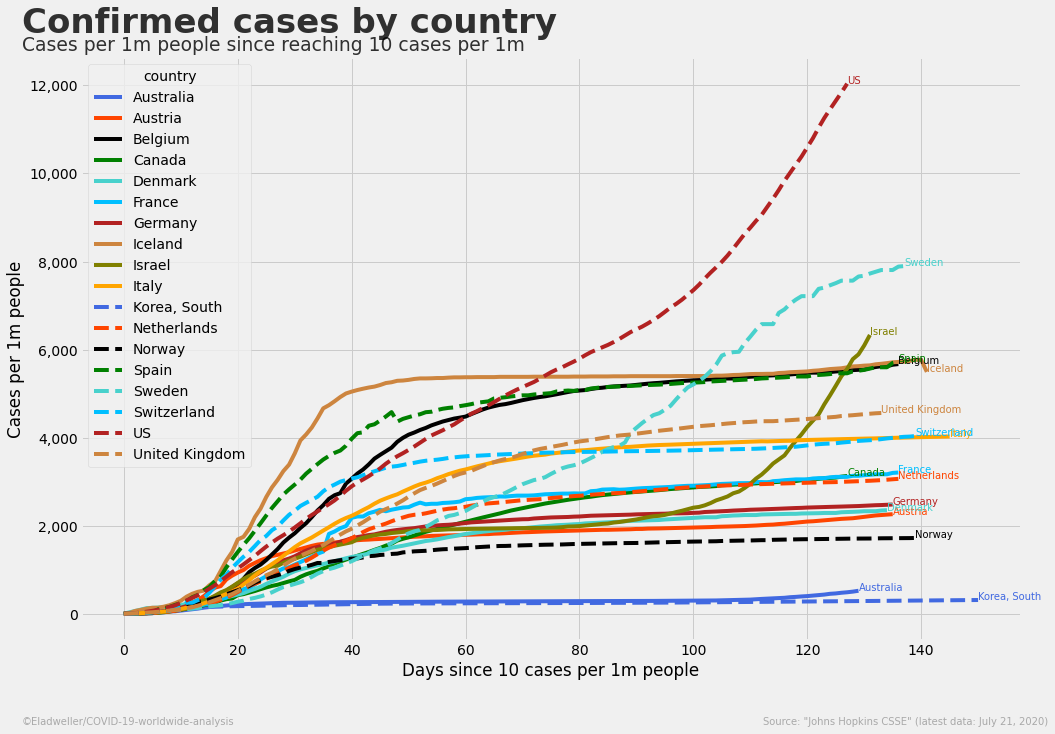 Confirmed cases by country
Cases per 1m people since reaching 10 cases per 1m
country
Australia
Austria
Belgium
Canada
Denmark
France
Germany
Iceland
Israel
Italy
Korea, South
Netherlands
Norway
Spain
Sweden
Switzerland
US
United Kingdom
12,000
10,000
8,000
6,000
4,000
2,000
0
Cases per 1m people
US
Sweden
Israel
Spain
Belgium
Iceland
United Kingdom
Switzerland
Italy
Canada
France
Netherlands
Germany
Denmark
Austria
Norway
Australia
Korea, South
0 20 40 60 80 100 120 140
Days since 10 cases per 1m people
©Eladweller/COVID-19-worldwide-analysis
Source: "Johns Hopkins CSSE" (latest data: July 21, 2020)